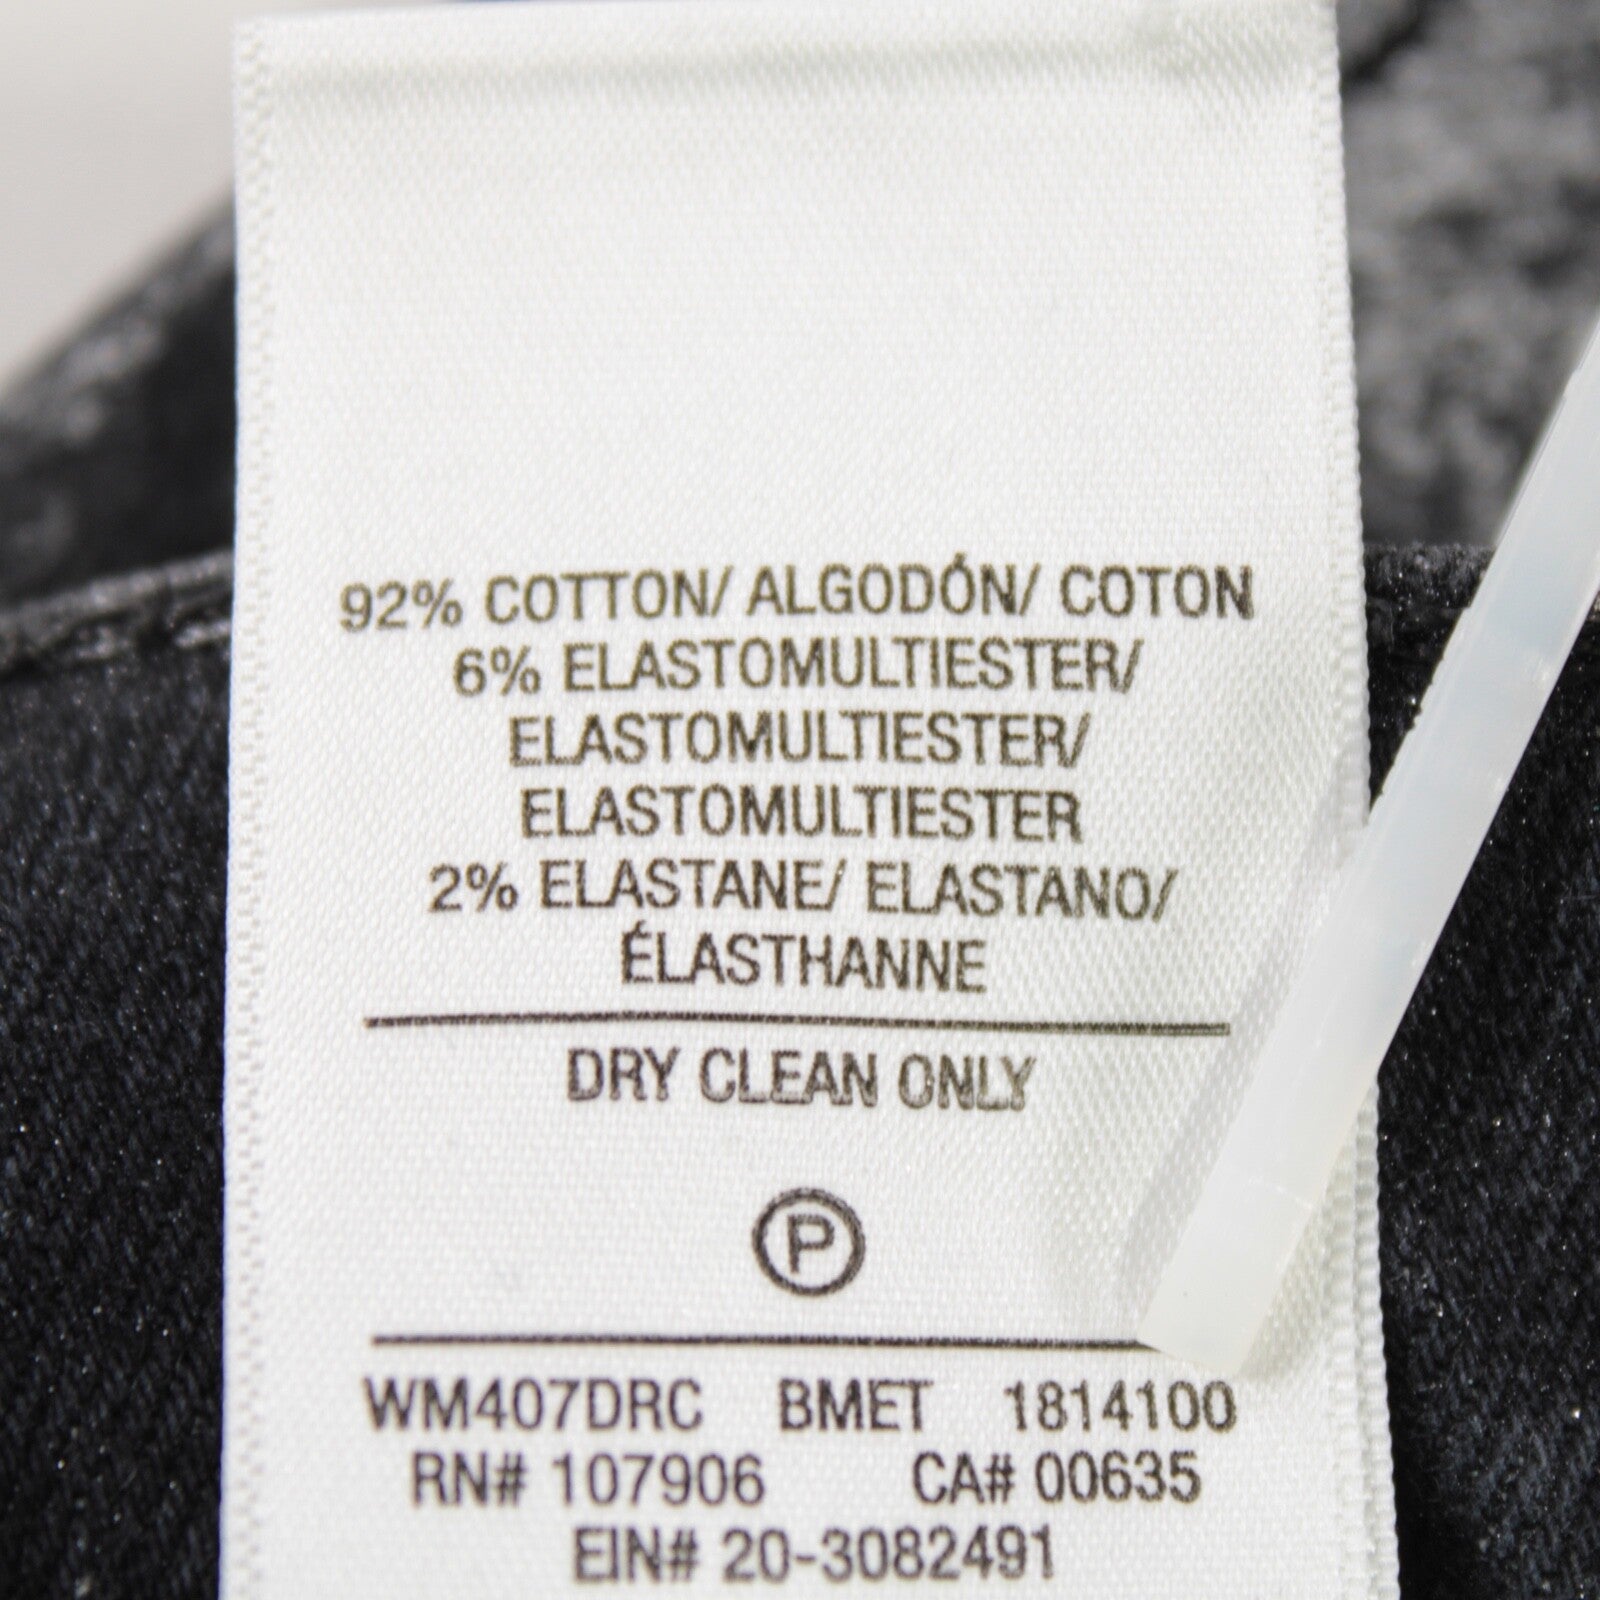 92% COTTON/ ALGODÓN/ COTON
6% ELASTOMULTIESTER/
ELASTOMULTIESTER/
ELASTOMULTIESTER
2% ELASTANE/ ELASTANO/
ÉLASTHANNE
DRY CLEAN ONLY
P
WM407DRC BMET 1814100
RN# 107906 CA# 00635
EIN# 20-3082491